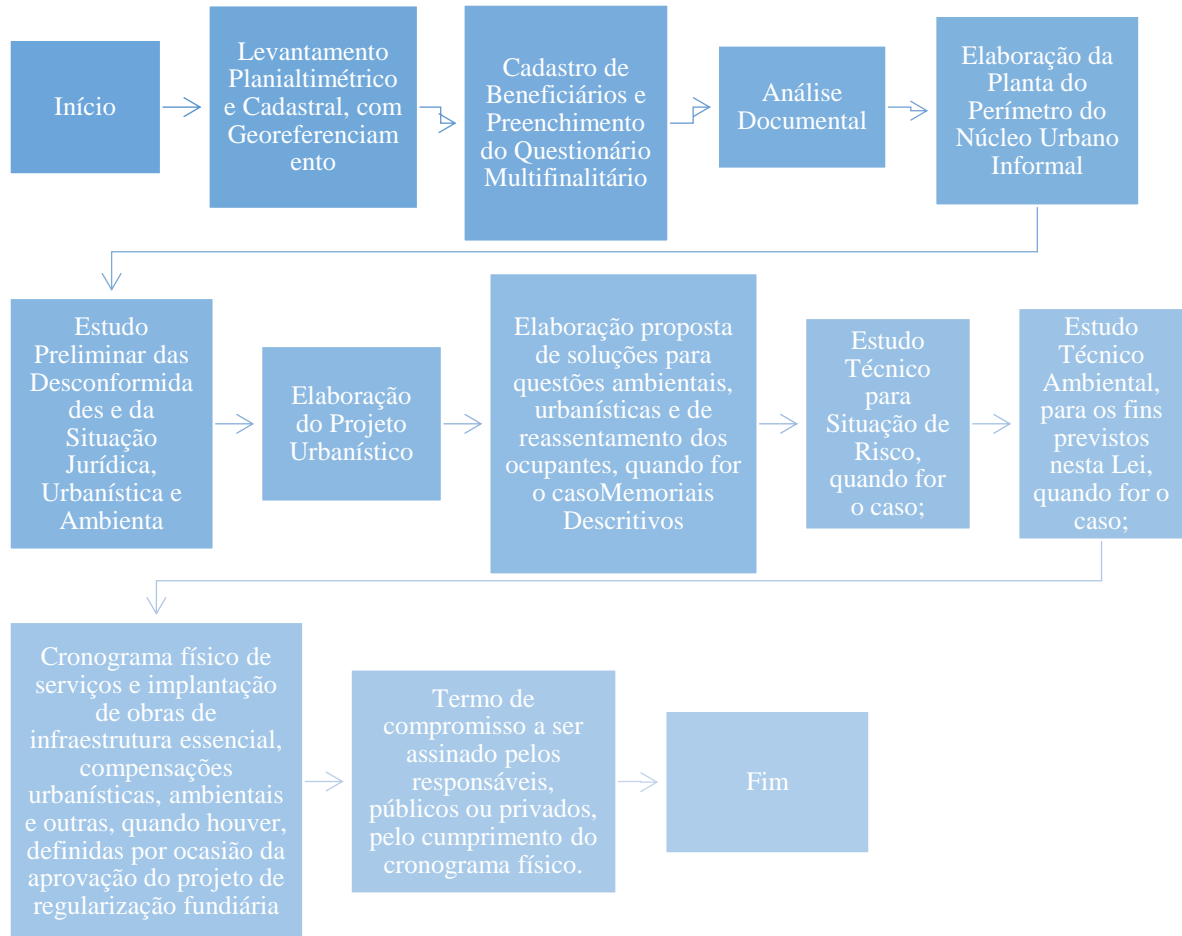 Início
Levantamento
Planialtimétrico
e Cadastral, com
Georeferenciam
ento
Cadastro de
Beneficiários e
Preenchimento
do Questionário
Multifinalitário
Análise
Documental
Elaboração da
Planta do
Perímetro do
Núcleo Urbano
Informal
Estudo
Preliminar das
Desconformida
des e da
Situação
Jurídica,
Urbanística e
Ambienta
Elaboração
do Projeto
Urbanístico
Elaboração proposta
de soluções para
questões ambientais,
urbanísticas e de
reassentamento dos
ocupantes, quando for
o casoMemoriais
Descritivos
Estudo
Técnico
para
Situação de
Risco,
quando for
o caso;
Estudo
Técnico
Ambiental,
para os fins
previstos
nesta Lei,
quando for o
caso;
Cronograma físico de
serviços e implantação
de obras de
infraestrutura essencial,
compensações
urbanísticas, ambientais
e outras, quando houver,
definidas por ocasião da
aprovação do projeto de
regularização fundiária
Termo de
compromisso a ser
assinado pelos
responsáveis,
públicos ou privados,
pelo cumprimento do
cronograma físico.
Fim